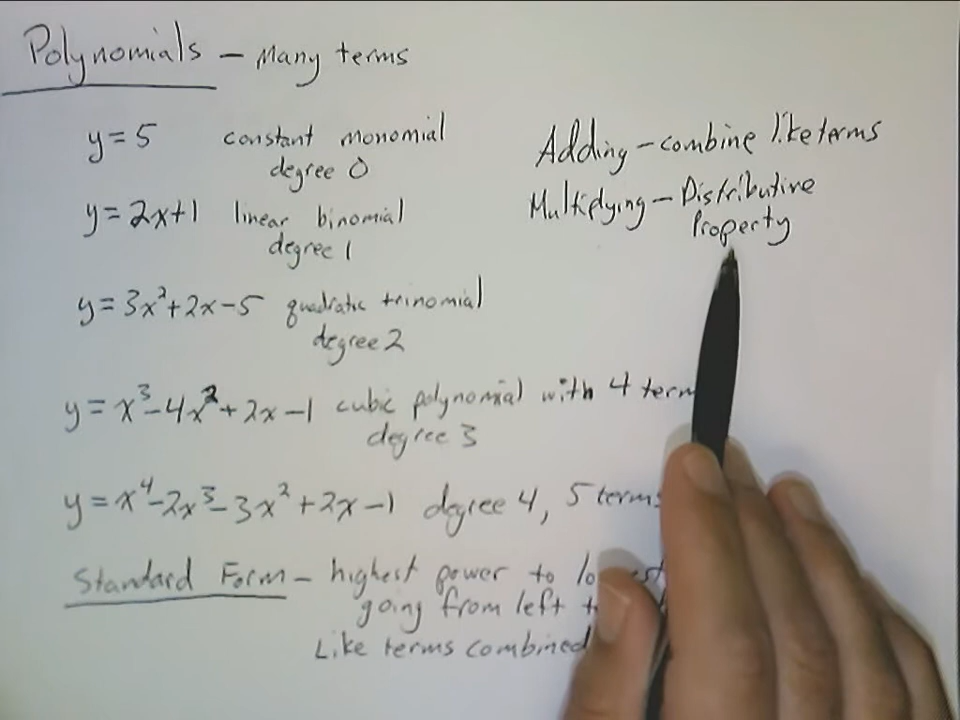 Polynomials – Many terms
y = 5 constant monomial
degree 0
y = 2x+1 linear binomial
degree 1
y = 3x²+2x-5 quadratic trinomial
degree 2
y = x³-4x²+2x-1 cubic polynomial with 4 term
degree 3
y = x⁴-2x³-3x²+2x-1 degree 4, 5 terms
Standard Form – highest power to
going from left
Like terms combined
Adding – combine like terms
Multiplying – Distributive
Property